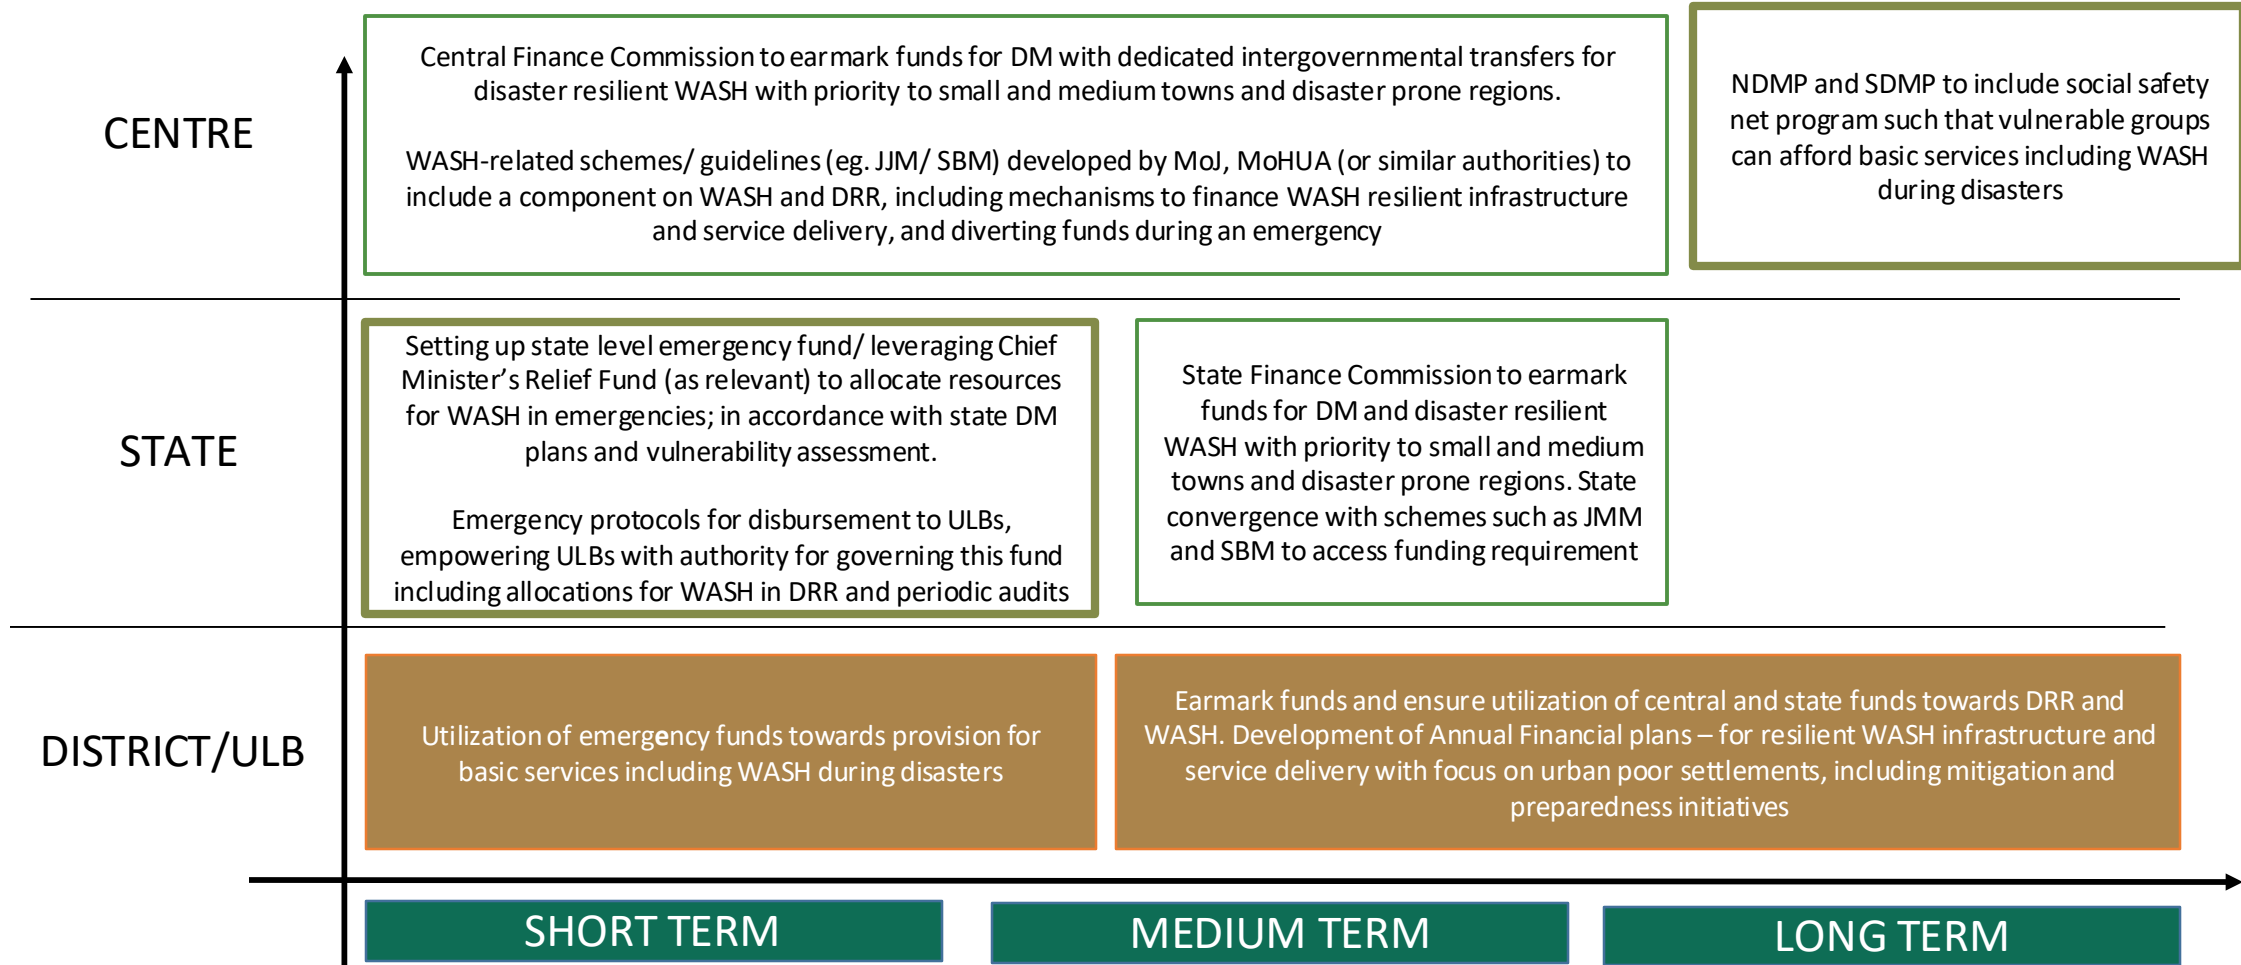 CENTRE
Central Finance Commission to earmark funds for DM with dedicated intergovernmental transfers for
disaster resilient WASH with priority to small and medium towns and disaster prone regions.
WASH-related schemes/ guidelines (eg. JJM/ SBM) developed by MoJ, MoHUA (or similar authorities) to
include a component on WASH and DRR, including mechanisms to finance WASH resilient infrastructure
and service delivery, and diverting funds during an emergency
NDMP and SDMP to include social safety
net program such that vulnerable groups
can afford basic services including WASH
during disasters
STATE
Setting up state level emergency fund/ leveraging Chief
Minister’s Relief Fund (as relevant) to allocate resources
for WASH in emergencies; in accordance with state DM
plans and vulnerability assessment.
Emergency protocols for disbursement to ULBs,
empowering ULBs with authority for governing this fund
including allocations for WASH in DRR and periodic audits
State Finance Commission to earmark
funds for DM and disaster resilient
WASH with priority to small and medium
towns and disaster prone regions. State
convergence with schemes such as JMM
and SBM to access funding requirement
DISTRICT/ULB
Utilization of emergency funds towards provision for
basic services including WASH during disasters
Earmark funds and ensure utilization of central and state funds towards DRR and
WASH. Development of Annual Financial plans – for resilient WASH infrastructure and
service delivery with focus on urban poor settlements, including mitigation and
preparedness initiatives
SHORT TERM
MEDIUM TERM
LONG TERM